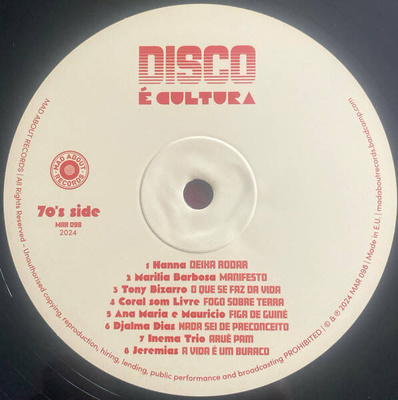 DISCO
É CULTURA
MAD ABOUT RECORDS
70's side
MAR 098
2024
1 Hanna DEIXA RODAR
2 Marília Barbosa MANIFESTO
3 Tony Bizarro O QUE SE FAZ DA VIDA
4 Coral som Livre FOGO SOBRE TERRA
5 Ana Maria e Mauricio FIGA DE GUINÉ
6 Djalma Dias NADA SEI DE PRECONCEITO
7 Inema Trio ARUÊ PAM
8 Jeremias A VIDA É UM BURACO
MAD ABOUT RECORDS | All Rights Reserved - Unauthorised copying, reproduction, hiring, lending, public performance and broadcasting PROHIBITED | © & ℗ 2024 MAR 098 | Made in E.U. | madaboutrecords.bandcamp.com